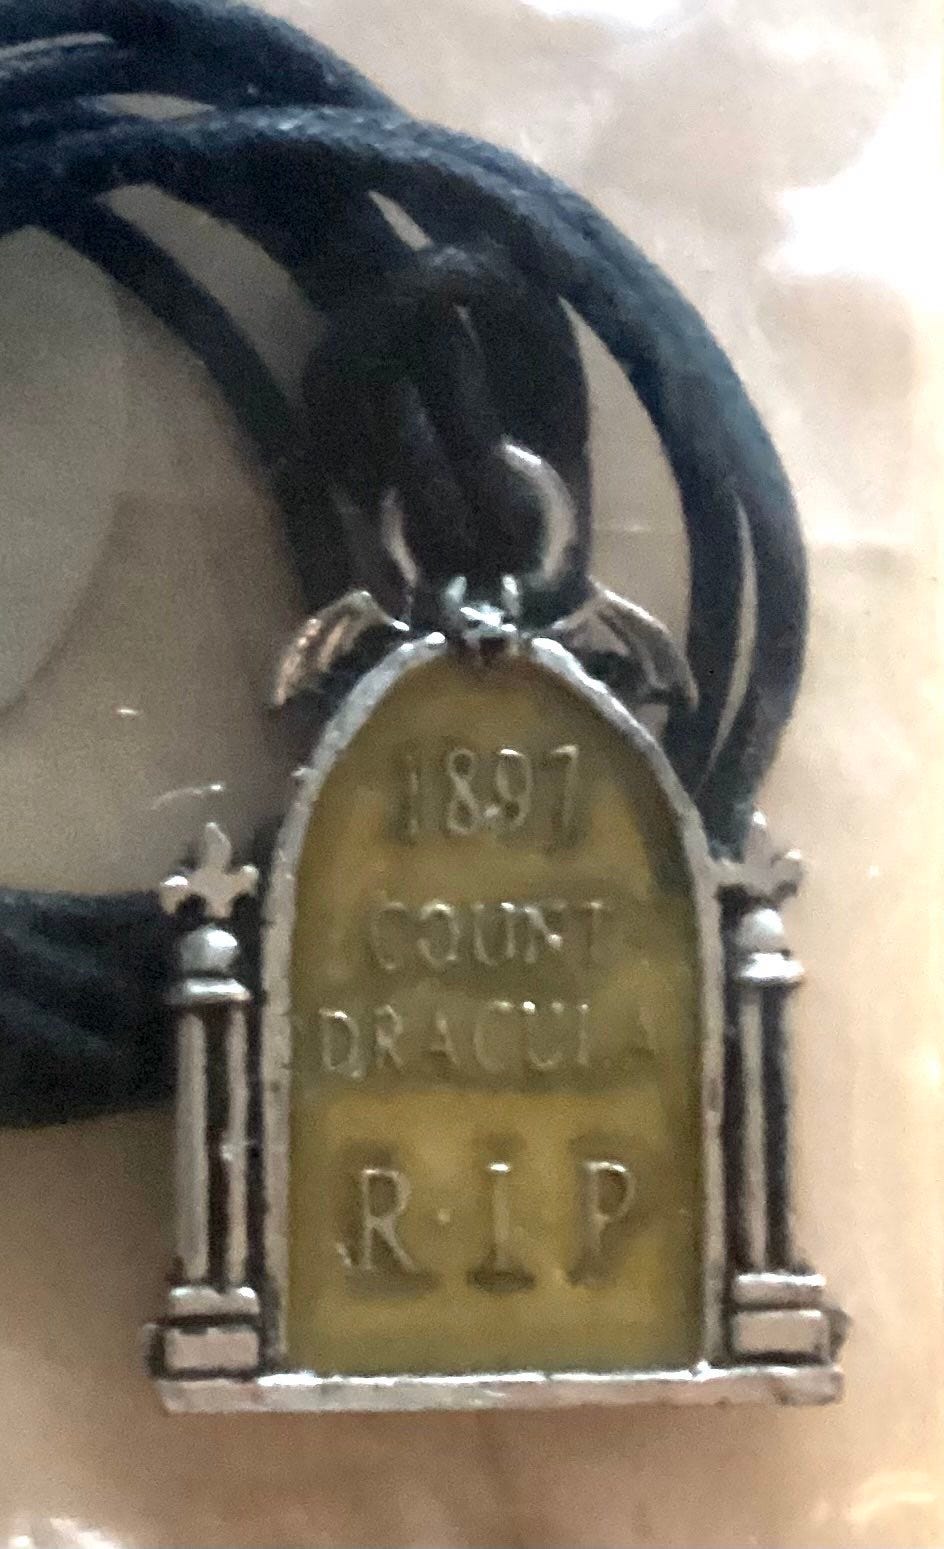 1897
COUNT
DRACULA
R·I·P